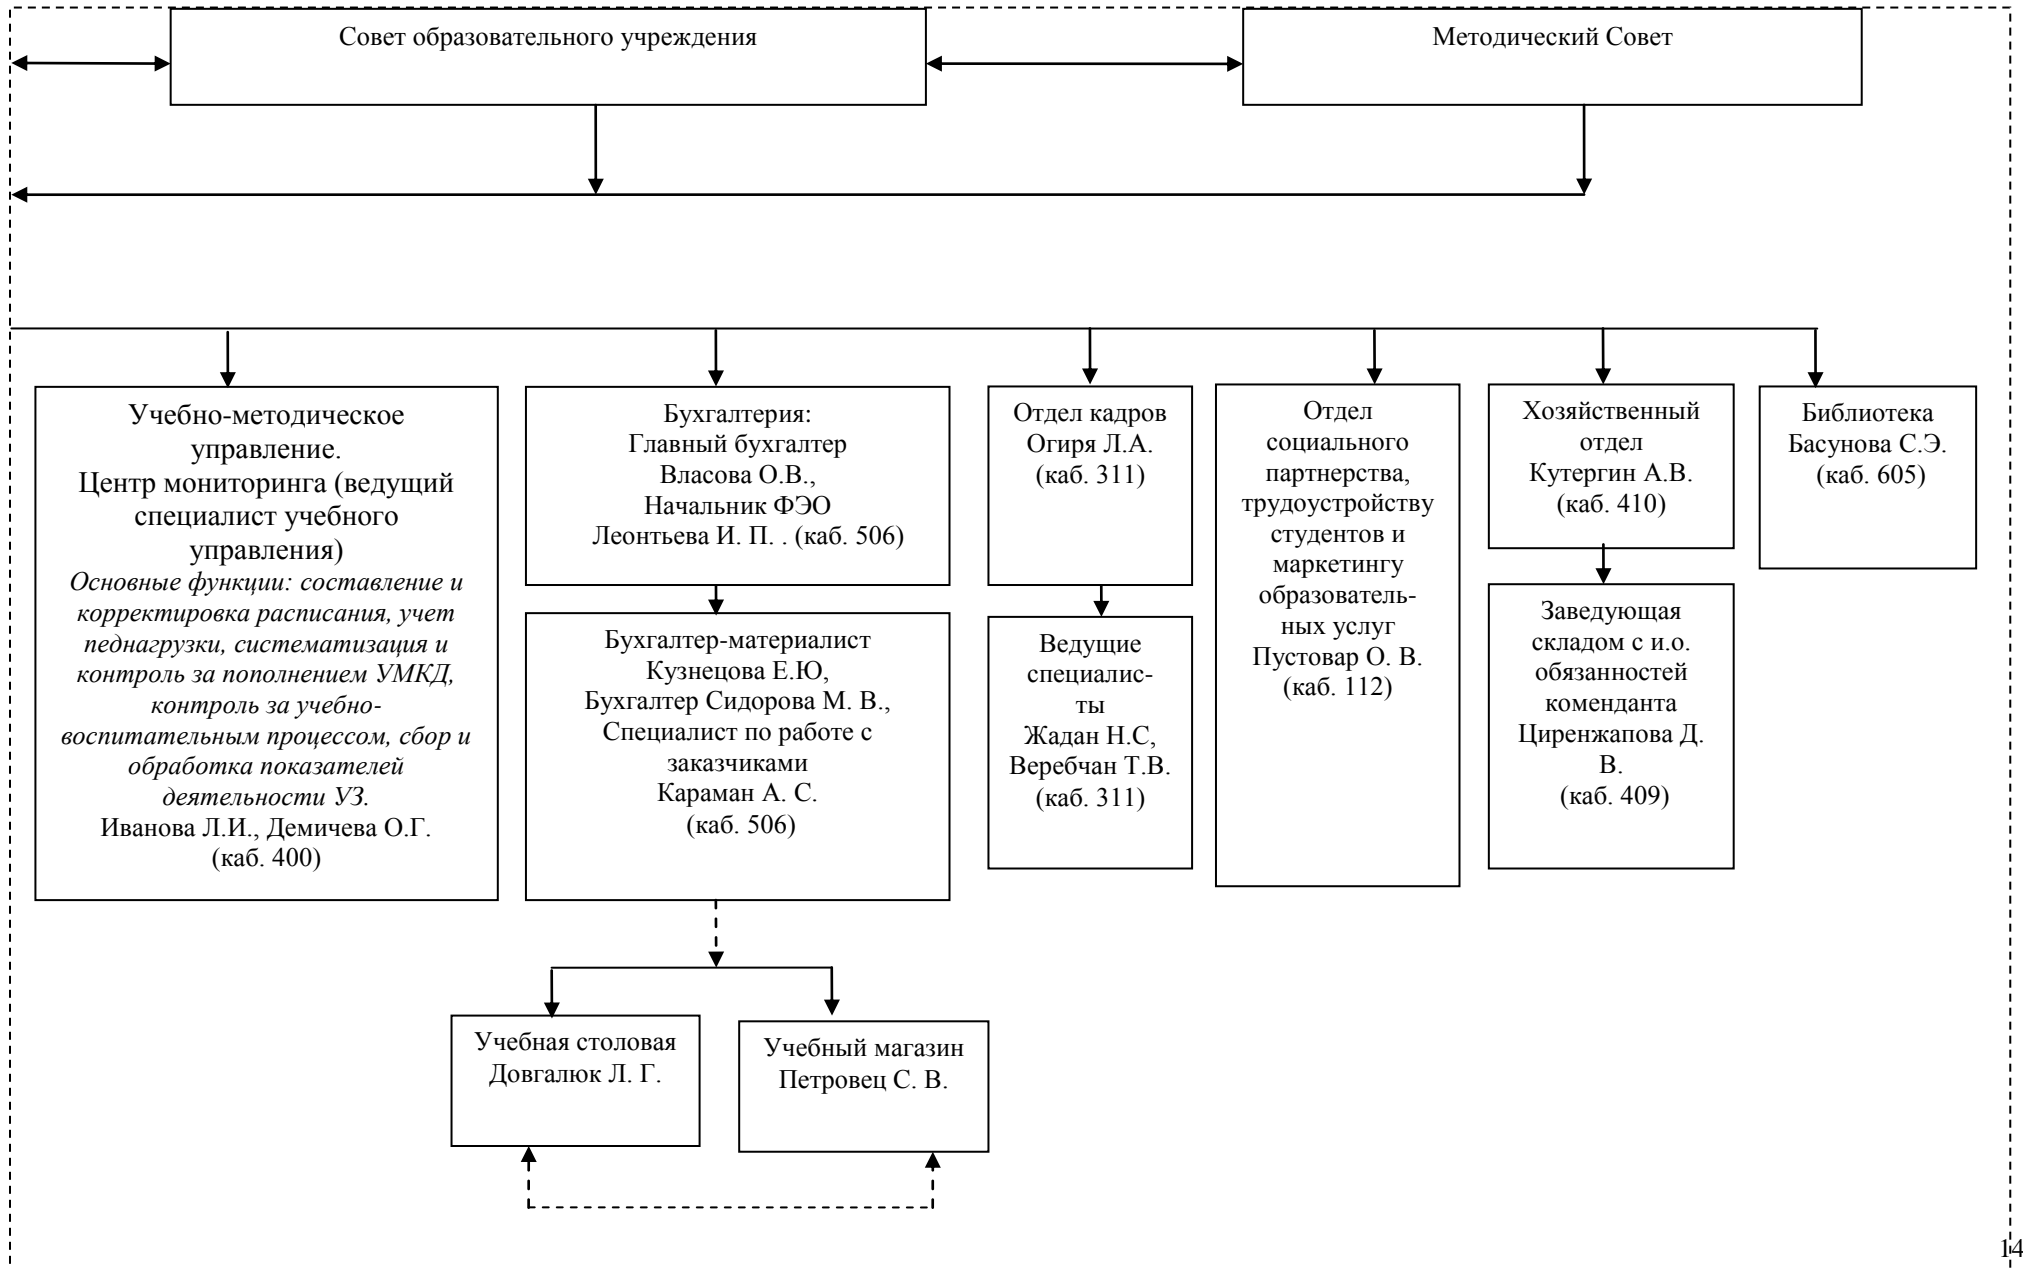 Совет образовательного учреждения
Методический Совет
Учебно-методическое
управление.
Центр мониторинга (ведущий
специалист учебного
управления)
Основные функции: составление и
корректировка расписания, учет
педнагрузки, систематизация и
контроль за пополнением УМКД,
контроль за учебно-
воспитательным процессом, сбор и
обработка показателей
деятельности УЗ.
Иванова Л.И., Демичева О.Г.
(каб. 400)
Бухгалтерия:
Главный бухгалтер
Власова О.В.,
Начальник ФЭО
Леонтьева И. П. . (каб. 506)
Бухгалтер-материалист
Кузнецова Е.Ю,
Бухгалтер Сидорова М. В.,
Специалист по работе с
заказчиками
Караман А. С.
(каб. 506)
Отдел кадров
Огиря Л.А.
(каб. 311)
Ведущие
специалис-
ты
Жадан Н.С,
Веребчан Т.В.
(каб. 311)
Отдел
социального
партнерства,
трудоустройству
студентов и
маркетингу
образователь-
ных услуг
Пустовар О. В.
(каб. 112)
Хозяйственный
отдел
Кутергин А.В.
(каб. 410)
Заведующая
складом с и.о.
обязанностей
коменданта
Циренжапова Д.
В.
(каб. 409)
Библиотека
Басунова С.Э.
(каб. 605)
Учебная столовая
Довгалюк Л. Г.
Учебный магазин
Петровец С. В.
14